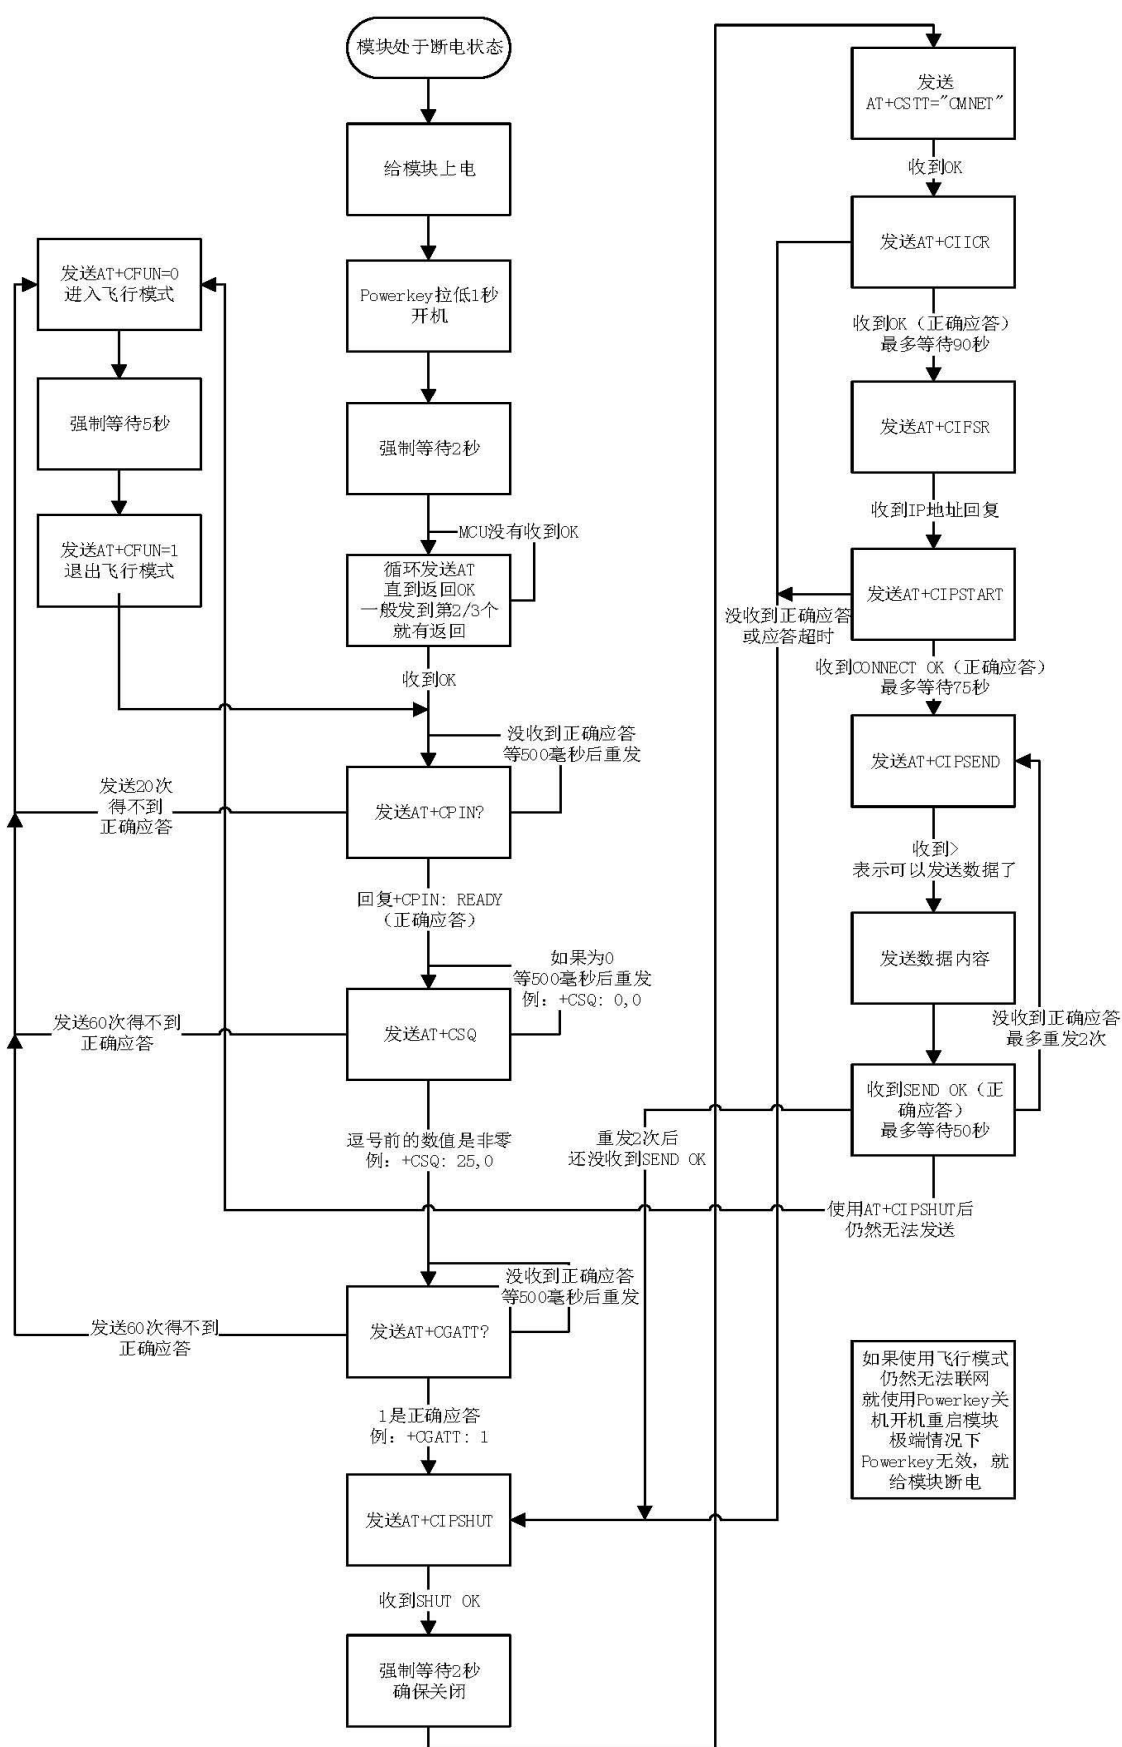 模块处于断电状态
给模块上电
Powerkey拉低1秒
开机
强制等待2秒
MCU没有收到OK
循环发送AT
直到返回OK
一般发到第2/3个
就有返回
收到OK
发送AT+CFUN=0
进入飞行模式
强制等待5秒
发送AT+CFUN=1
退出飞行模式
没收到正确应答
等500毫秒后重发
发送AT+CPIN?
发送20次
得不到
正确应答
回复+CPIN: READY
（正确应答）
如果为0
等500毫秒后重发
例：+CSQ: 0,0
发送AT+CSQ
发送60次得不到
正确应答
逗号前的数值是非零
例：+CSQ: 25,0
没收到正确应答
等500毫秒后重发
发送AT+CGATT?
发送60次得不到
正确应答
1是正确应答
例：+CGATT: 1
发送AT+CIPSHUT
收到SHUT OK
强制等待2秒
确保关闭
发送
AT+CSTT="CMNET"
收到OK
发送AT+CIICR
收到OK（正确应答）
最多等待90秒
发送AT+CIFSR
收到IP地址回复
发送AT+CIPSTART
没收到正确应答
或应答超时
收到CONNECT OK（正确应答）
最多等待75秒
发送AT+CIPSEND
收到>
表示可以发送数据了
发送数据内容
没收到正确应答
最多重发2次
收到SEND OK（正
确应答）
最多等待50秒
重发2次后
还没收到SEND OK
使用AT+CIPSHUT后
仍然无法发送
如果使用飞行模式
仍然无法联网
就使用Powerkey关
机开机重启模块
极端情况下
Powerkey无效，就
给模块断电